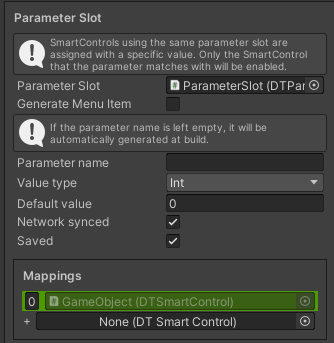 Parameter Slot
SmartControls using the same parameter slot are
assigned with a specific value. Only the SmartControl
that the parameter matches with will be enabled.
Parameter Slot ParameterSlot (DTPar
Generate Menu Item
If the parameter name is left empty, it will be
automatically generated at build.
Parameter name
Value type Int
Default value 0
Network synced
Saved
Mappings
0 GameObject (DTSmartControl)
+ None (DT Smart Control)